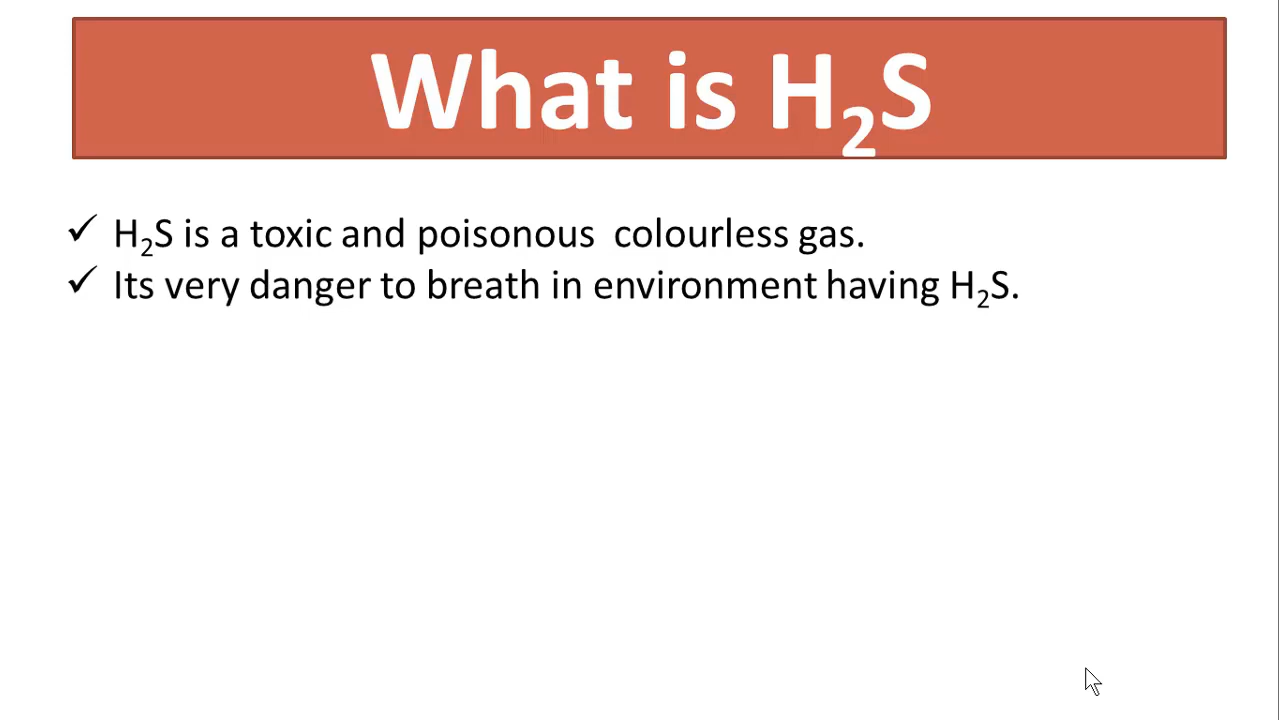 What is H₂S
✓ H₂S is a toxic and poisonous  colourless gas.
✓ Its very danger to breath in environment having H₂S.